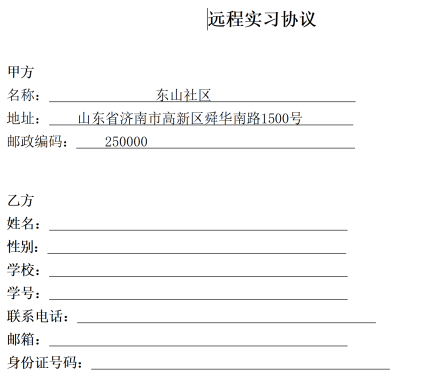 远程实习协议
甲方
名称：东山社区
地址：山东省济南市高新区舜华南路1500号
邮政编码：250000
乙方
姓名：
性别：
学校：
学号：
联系电话：
邮箱：
身份证号码：